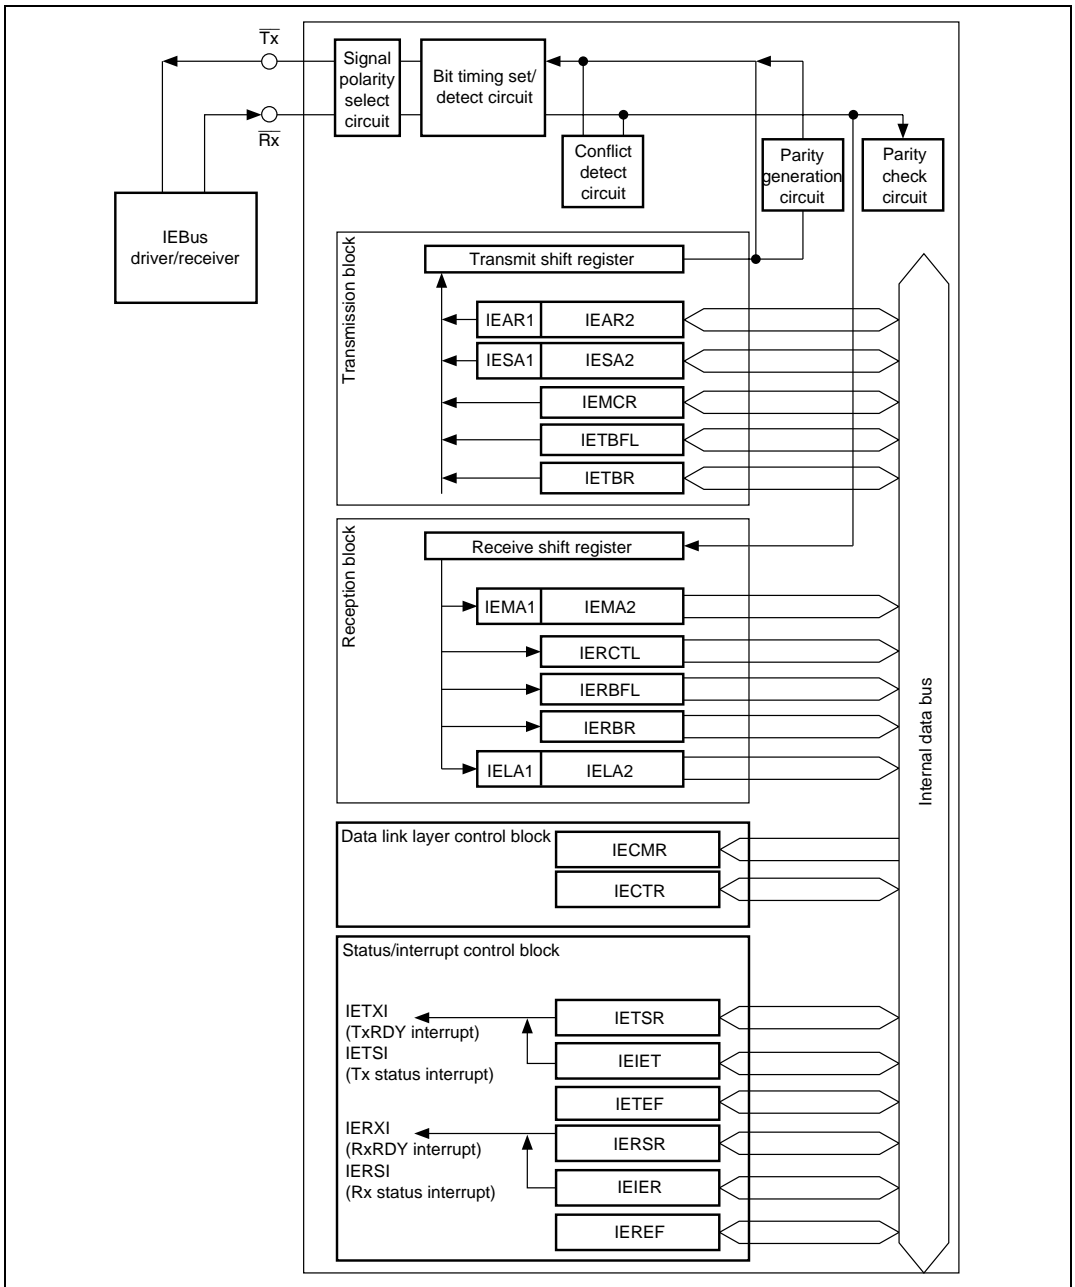 Tx
Rx
Signal
polarity
select
circuit
Bit timing set/
detect circuit
Conflict
detect
circuit
Parity
generation
circuit
Parity
check
circuit
IEBus
driver/receiver
Transmission block
Transmit shift register
IEAR1 IEAR2
IESA1 IESA2
IEMCR
IETBFL
IETBR
Reception block
Receive shift register
IEMA1 IEMA2
IERCTL
IERBFL
IERBR
IELA1 IELA2
Internal data bus
Data link layer control block
IECMR
IECTR
Status/interrupt control block
IETXI
(TxRDY interrupt)
IETSI
(Tx status interrupt)
IETSR
IEIET
IETEF
IERXI
(RxRDY interrupt)
IERSI
(Rx status interrupt)
IERSR
IEIER
IEREF